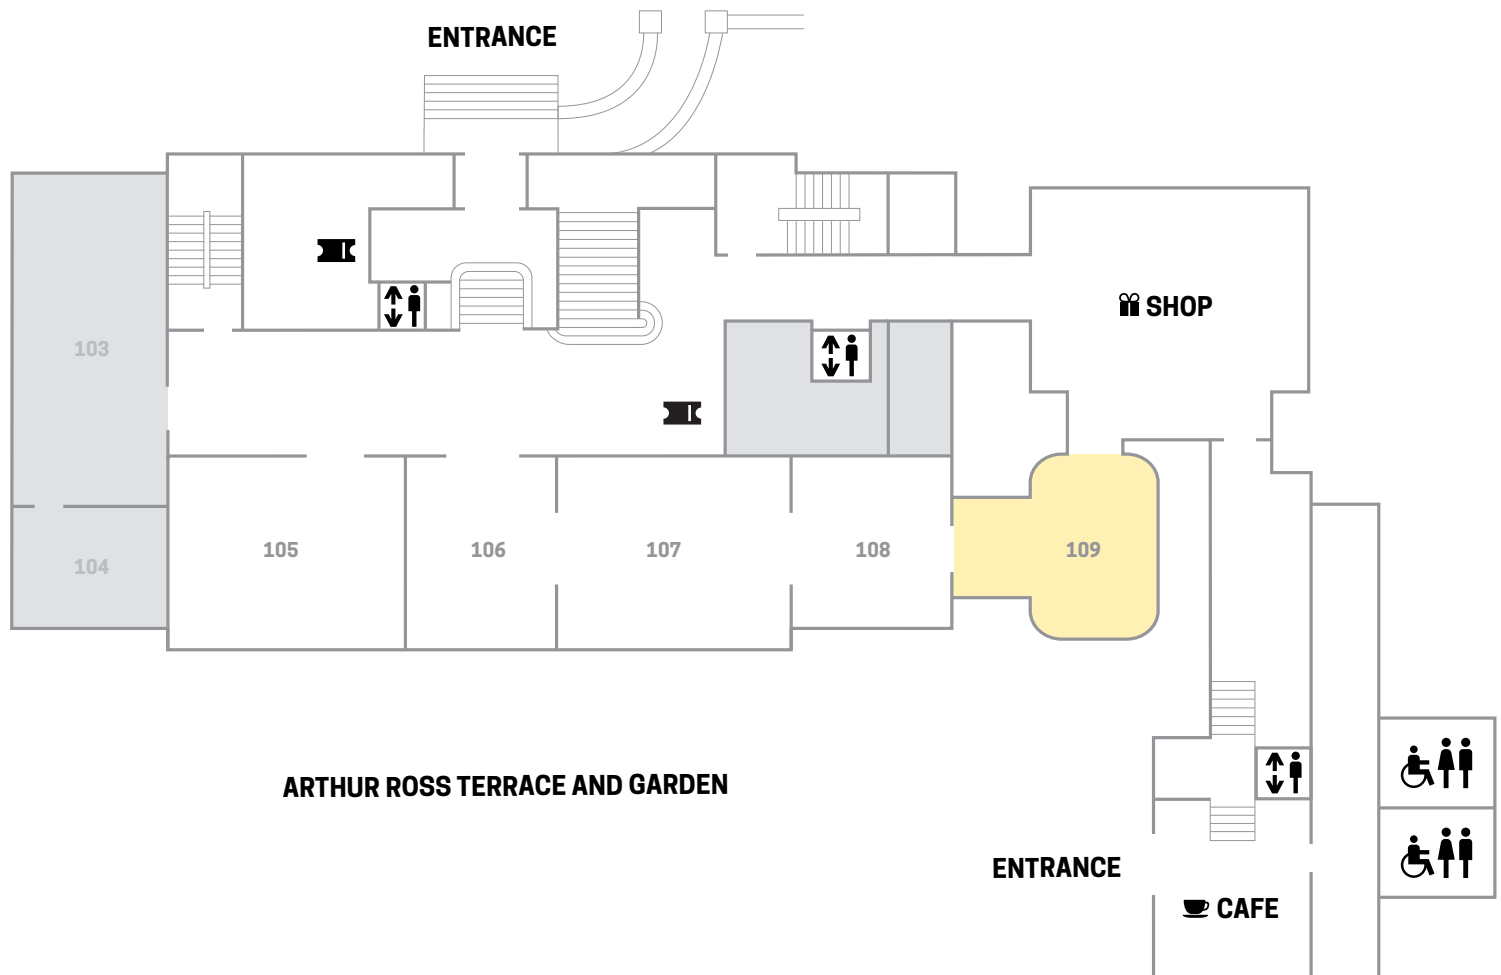 ENTRANCE
SHOP
103
105
106
107
108
109
104
ARTHUR ROSS TERRACE AND GARDEN
ENTRANCE
CAFE